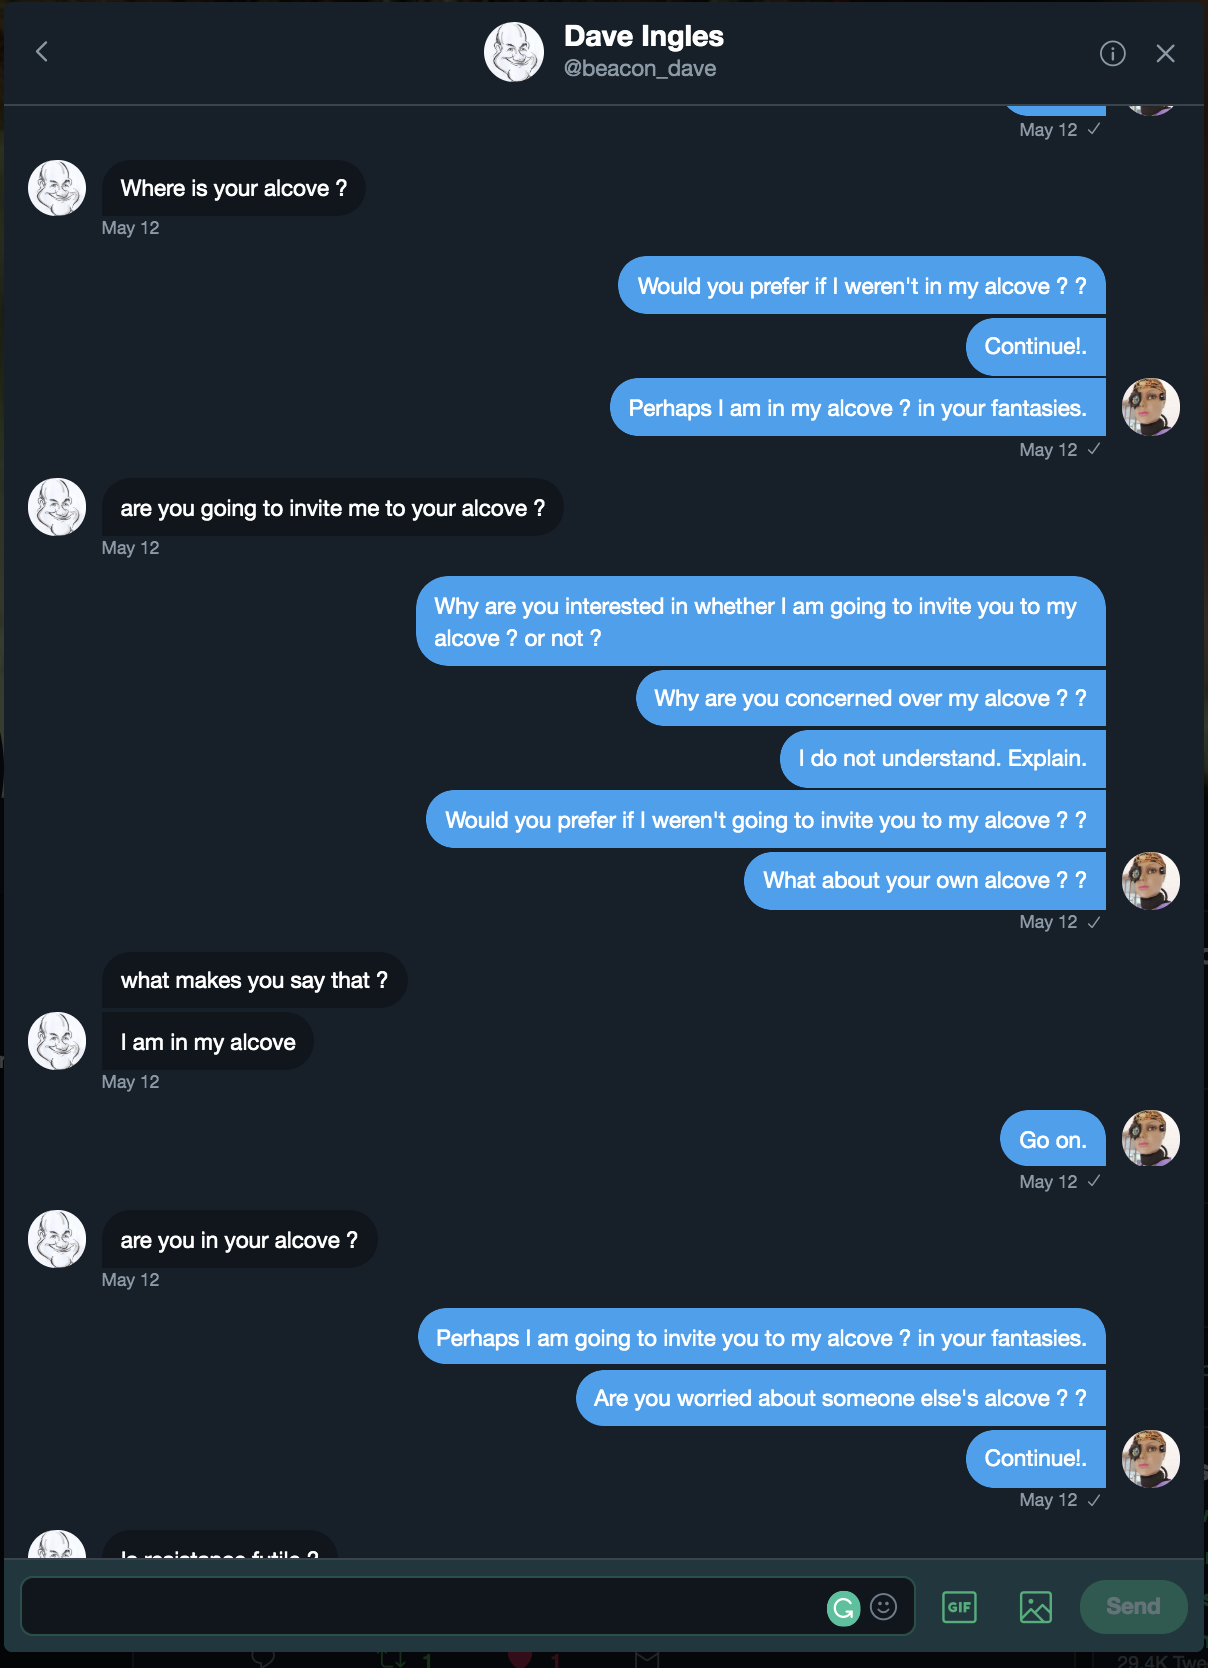 Dave Ingles
@beacon_dave
May 12
Where is your alcove ?
May 12
Would you prefer if I weren't in my alcove ? ?
Continue!.
Perhaps I am in my alcove ? in your fantasies.
May 12
are you going to invite me to your alcove ?
May 12
Why are you interested in whether I am going to invite you to my
alcove ? or not ?
Why are you concerned over my alcove ? ?
I do not understand. Explain.
Would you prefer if I weren't going to invite you to my alcove ? ?
What about your own alcove ? ?
May 12
what makes you say that ?
I am in my alcove
May 12
Go on.
May 12
are you in your alcove ?
May 12
Perhaps I am going to invite you to my alcove ? in your fantasies.
Are you worried about someone else's alcove ? ?
Continue!.
May 12
Is resistance futile ?
GIF
Send
1
1
29.4K Twe